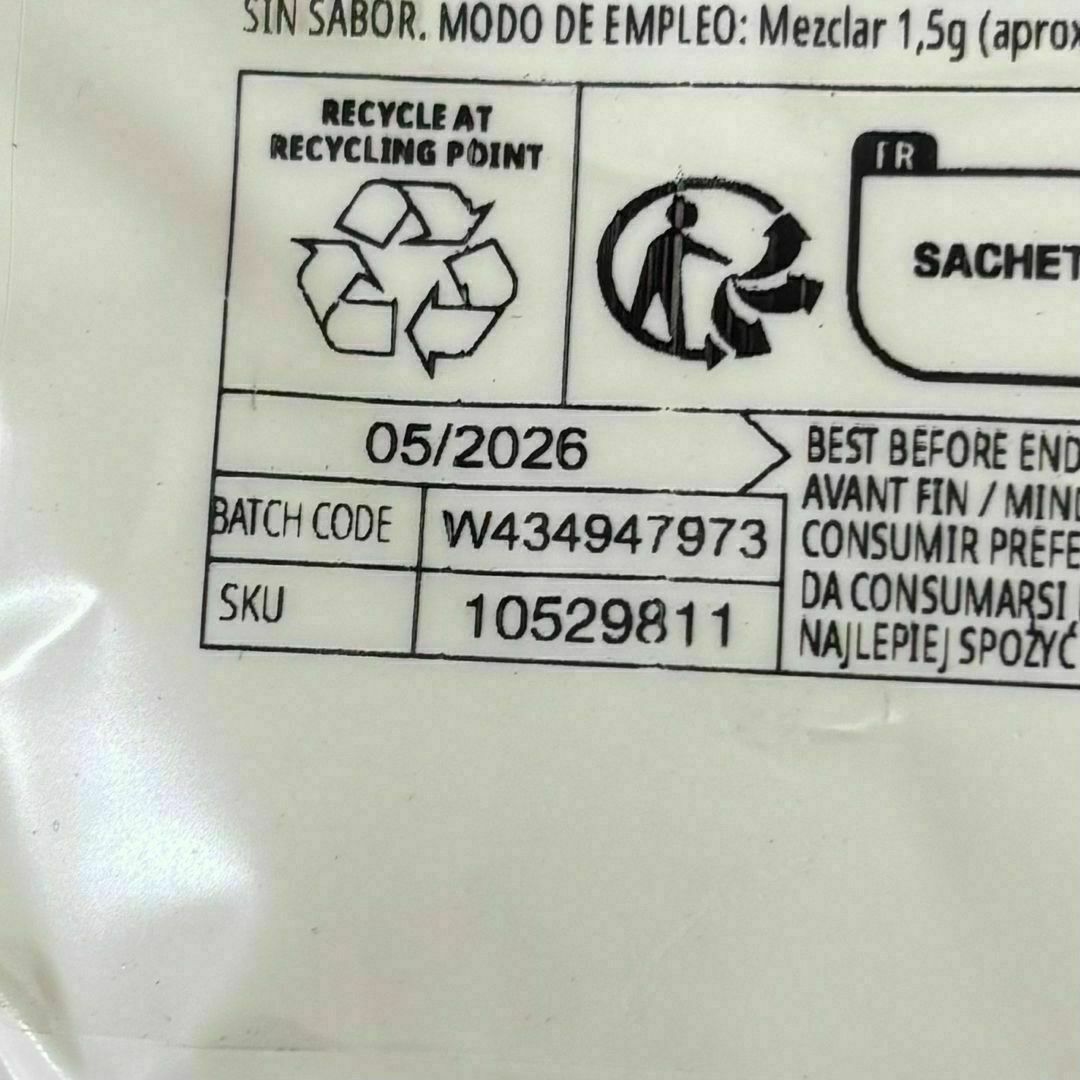 SIN SABOR. MODO DE EMPLEO: Mezclar 1,5g (aprox
RECYCLE AT
RECYCLING POINT
FR
SACHET
05/2026
BEST BEFORE END
AVANT FIN / MIND
CONSUMIR PREFE
DA CONSUMARSI
NAJLEPIEJ SPOŻYĆ
BATCH CODE W434947973
SKU 10529811